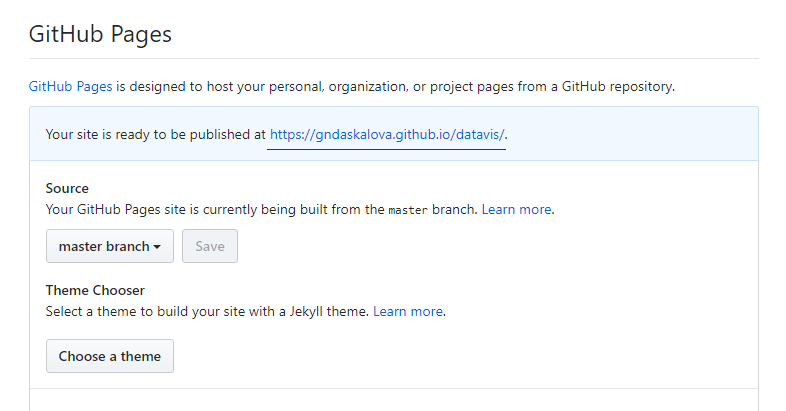 GitHub Pages
GitHub Pages is designed to host your personal, organization, or project pages from a GitHub repository.
Your site is ready to be published at https://gndaskalova.github.io/datavis/.
Source
Your GitHub Pages site is currently being built from the master branch. Learn more.
master branch Save
Theme Chooser
Select a theme to build your site with a Jekyll theme. Learn more.
Choose a theme